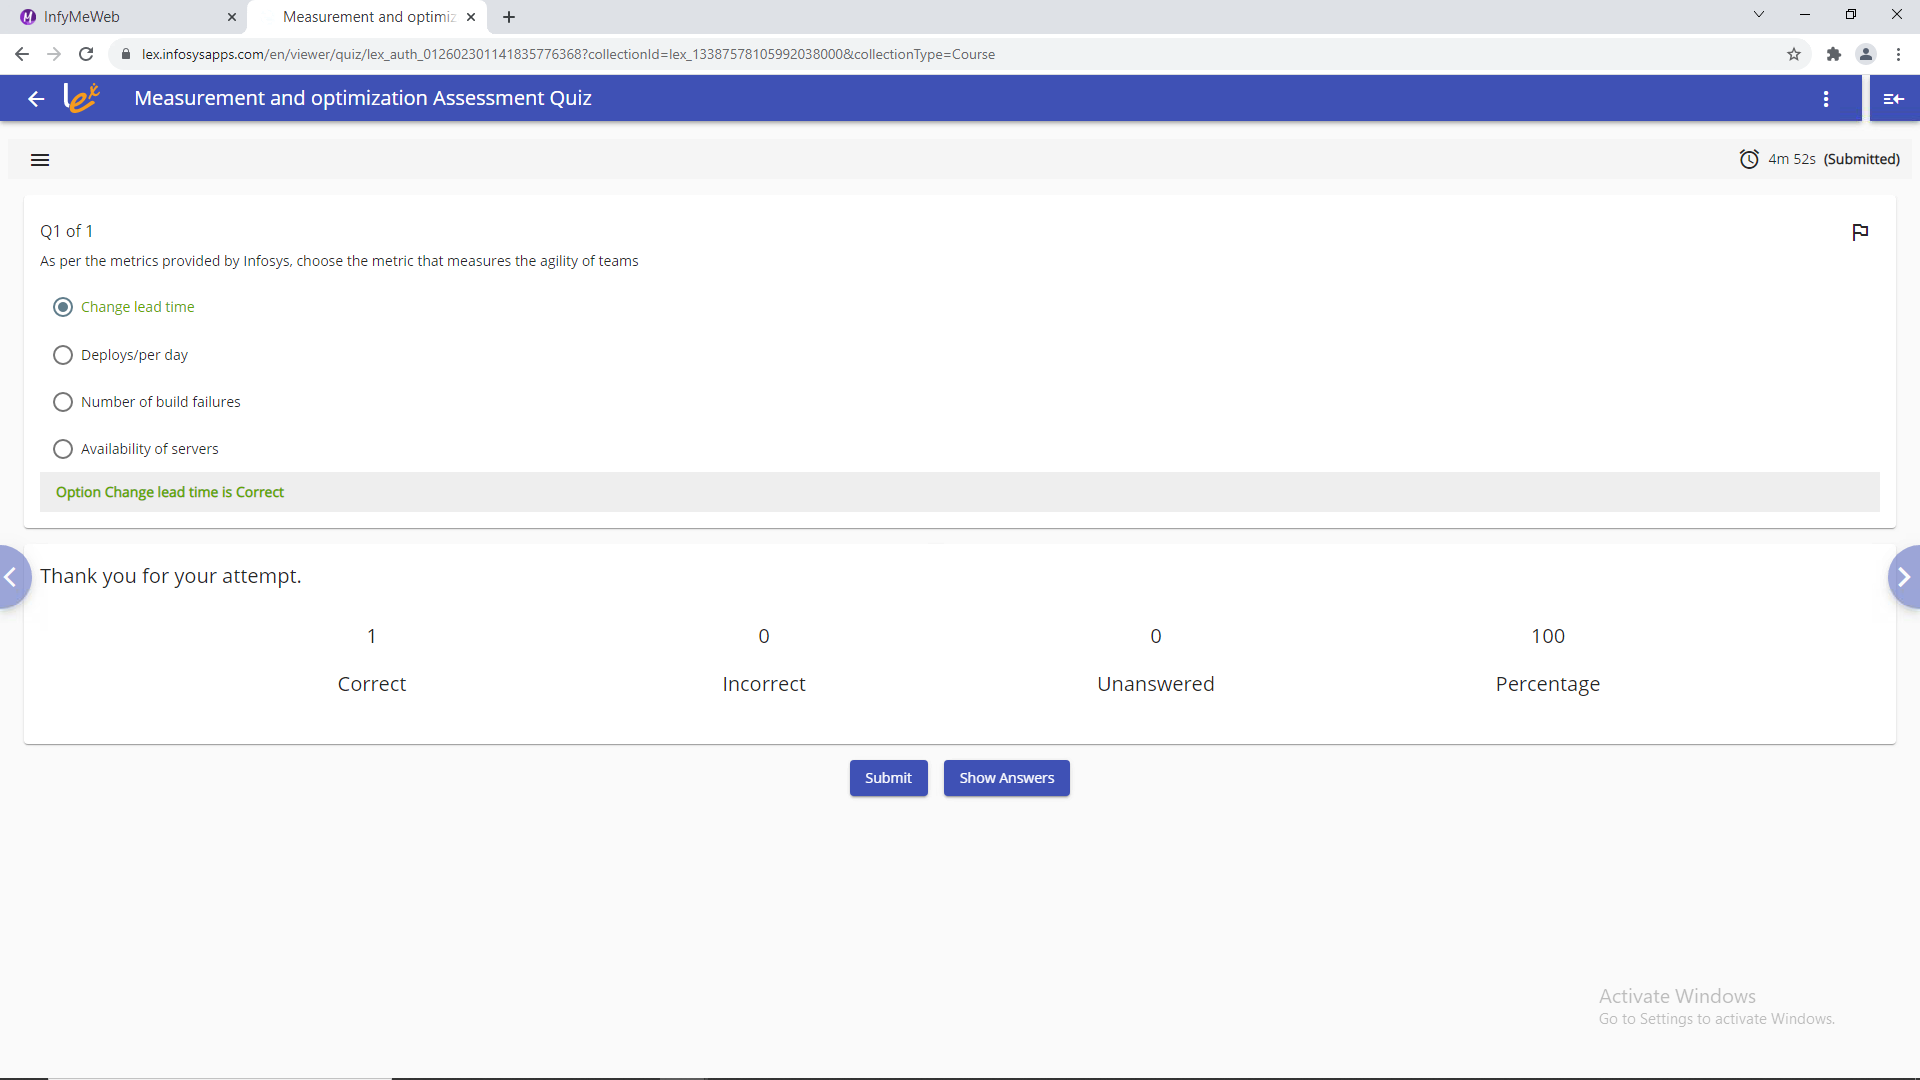 InfyMeWeb
Measurement and optimiz
lex.infosysapps.com/en/viewer/quiz/lex_auth_012602301141835776368?collectionId=lex_13387578105992038000&collectionType=Course
lex
Measurement and optimization Assessment Quiz
4m 52s (Submitted)
Q1 of 1
As per the metrics provided by Infosys, choose the metric that measures the agility of teams
Change lead time
Deploys/per day
Number of build failures
Availability of servers
Option Change lead time is Correct
Thank you for your attempt.
1 0 0 100
Correct Incorrect Unanswered Percentage
Submit Show Answers
Activate Windows
Go to Settings to activate Windows.